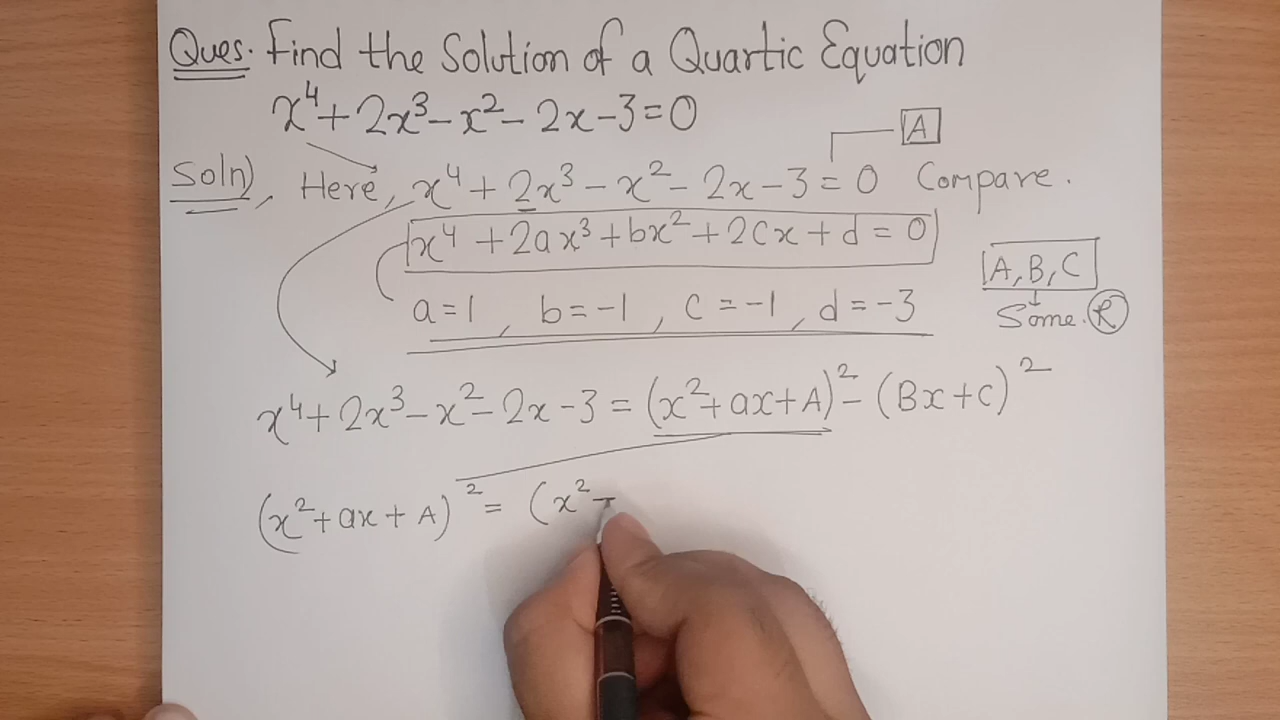 Ques. Find the Solution of a Quartic Equation
x⁴+2x³-x²-2x-3=0
A
Soln), Here, x⁴+2x³-x²-2x-3=0 Compare.
x⁴+2ax³+bx²+2cx+d=0
A, B, C
a=1, b=-1, c=-1, d=-3
Some. R
x⁴+2x³-x²-2x-3=(x²+ax+A)²-(Bx+C)²
(x²+ax+A)²=(x²+